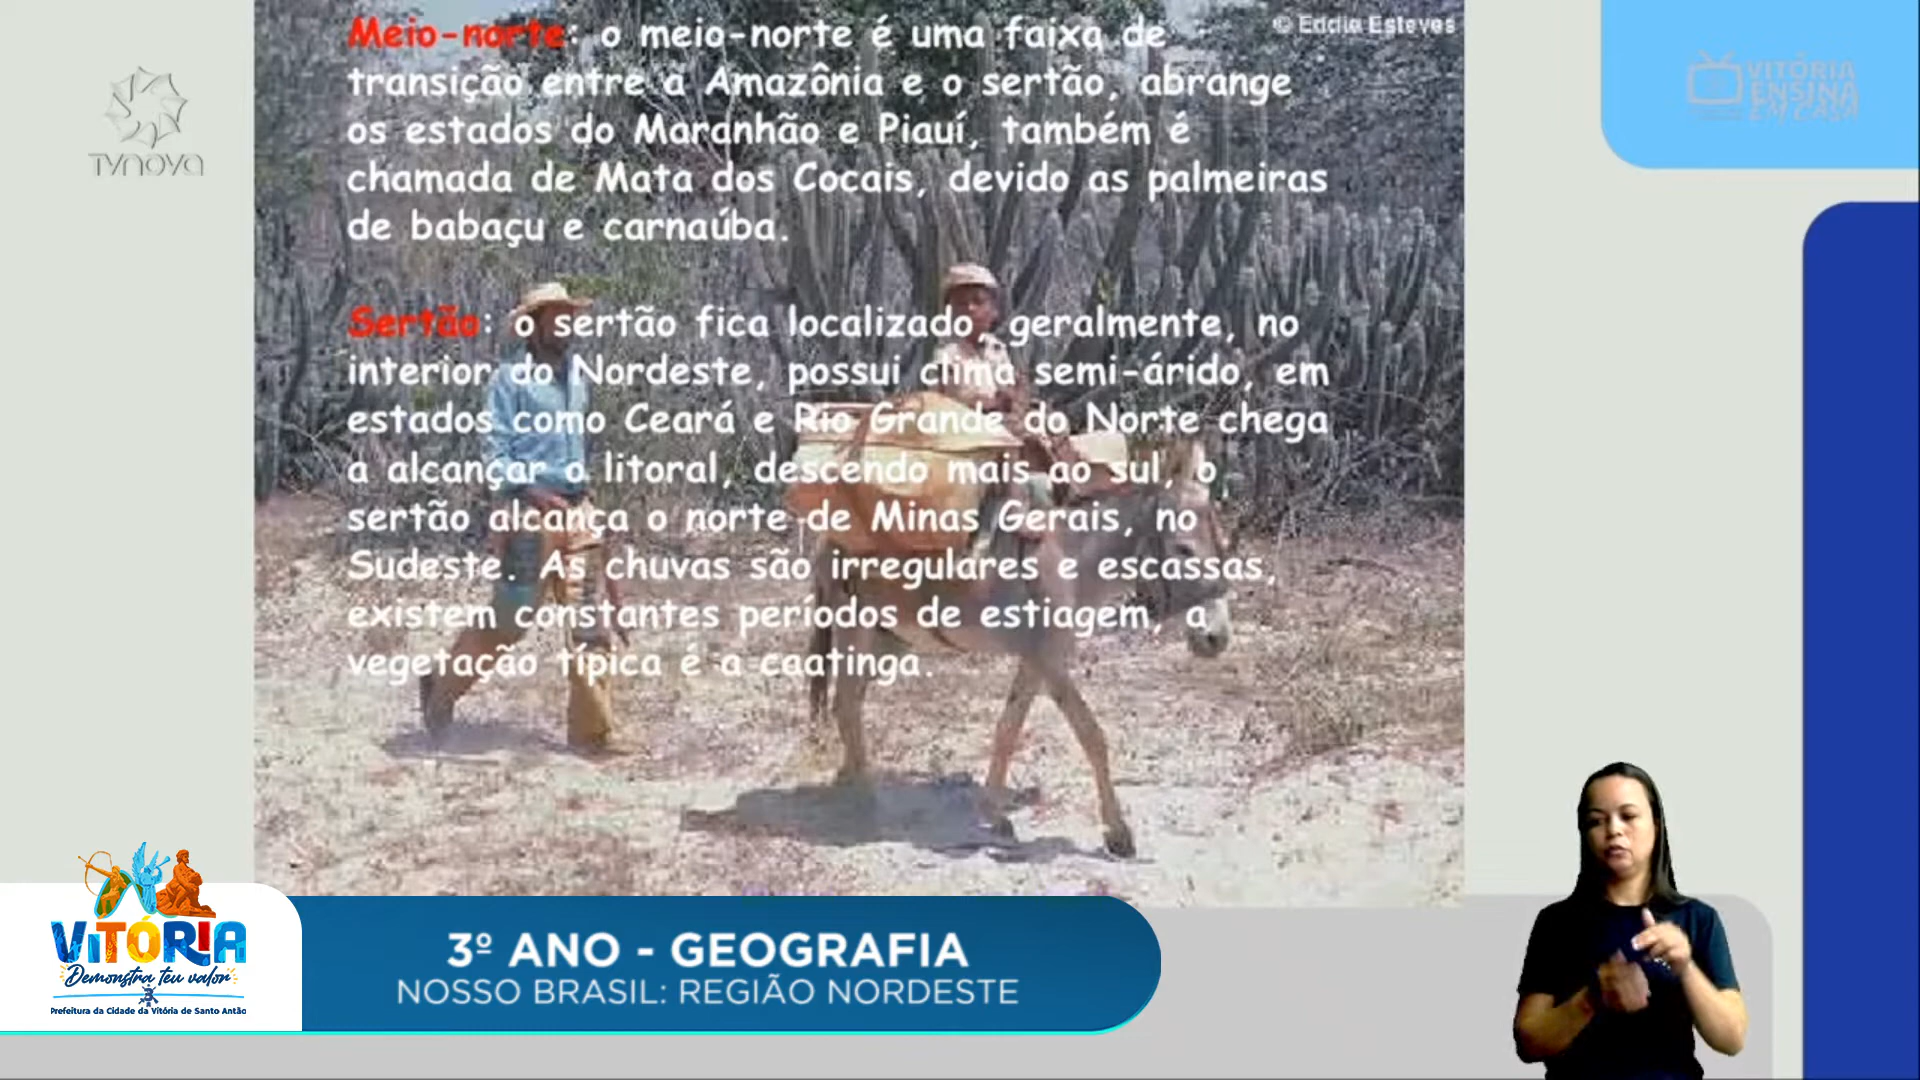 Meio-norte: o meio-norte é uma faixa de
transição entre a Amazônia e o sertão, abrange
os estados do Maranhão e Piauí, também é
chamada de Mata dos Cocais, devido as palmeiras
de babaçu e carnaúba.
Sertão: o sertão fica localizado, geralmente, no
interior do Nordeste, possui clima semi-árido, em
estados como Ceará e Rio Grande do Norte chega
a alcançar o litoral, descendo mais ao sul, o
sertão alcança o norte de Minas Gerais, no
Sudeste. As chuvas são irregulares e escassas,
existem constantes períodos de estiagem, a
vegetação típica é a caatinga.
© Eddie Esteves
TVNOVA
VITÓRIA
ENSINA
EM CASA
VITÓRIA
Demonstra teu valor
Prefeitura da Cidade da Vitória de Santo Antão
3º ANO - GEOGRAFIA
NOSSO BRASIL: REGIÃO NORDESTE